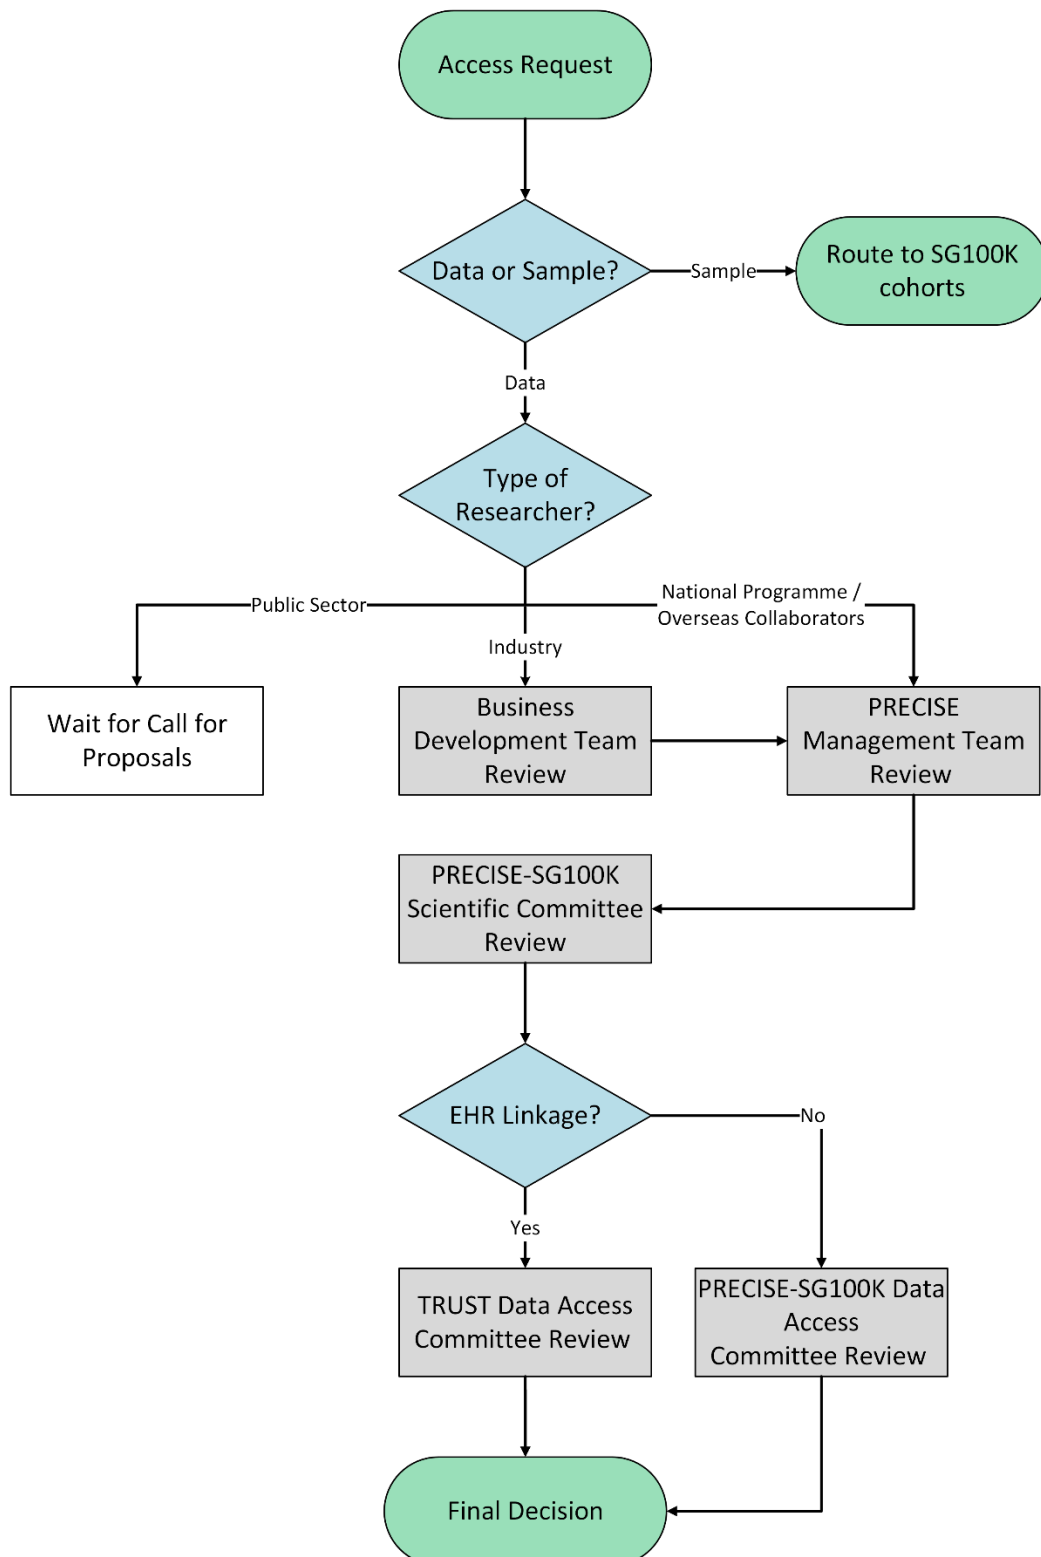 Access Request
Data or Sample?
Sample
Route to SG100K
cohorts
Data
Type of
Researcher?
Public Sector
National Programme /
Overseas Collaborators
Industry
Wait for Call for
Proposals
Business
Development Team
Review
PRECISE
Management Team
Review
PRECISE-SG100K
Scientific Committee
Review
EHR Linkage?
No
Yes
TRUST Data Access
Committee Review
PRECISE-SG100K Data
Access
Committee Review
Final Decision